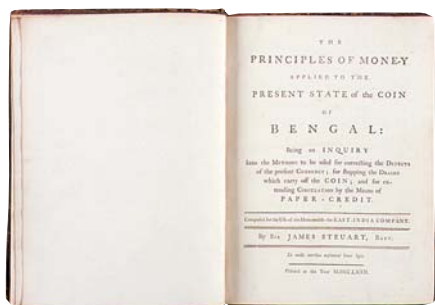 THE
PRINCIPLES OF MONEY
APPLIED TO THE
PRESENT STATE of the COIN
OF
BENGAL:
Being an INQUIRY
Into the METHODS to be used for correcting the DEFECTS
of the present CURRENCY; for stopping the DRAINS
which carry off the COIN; and for ex-
tending CIRCULATION by the MEANS of
PAPER-CREDIT.
Composed for the Use of the Honourable the EAST-INDIA COMPANY.
By SIR JAMES STEUART, BART.
Printed in the Year MDCCLXXII.